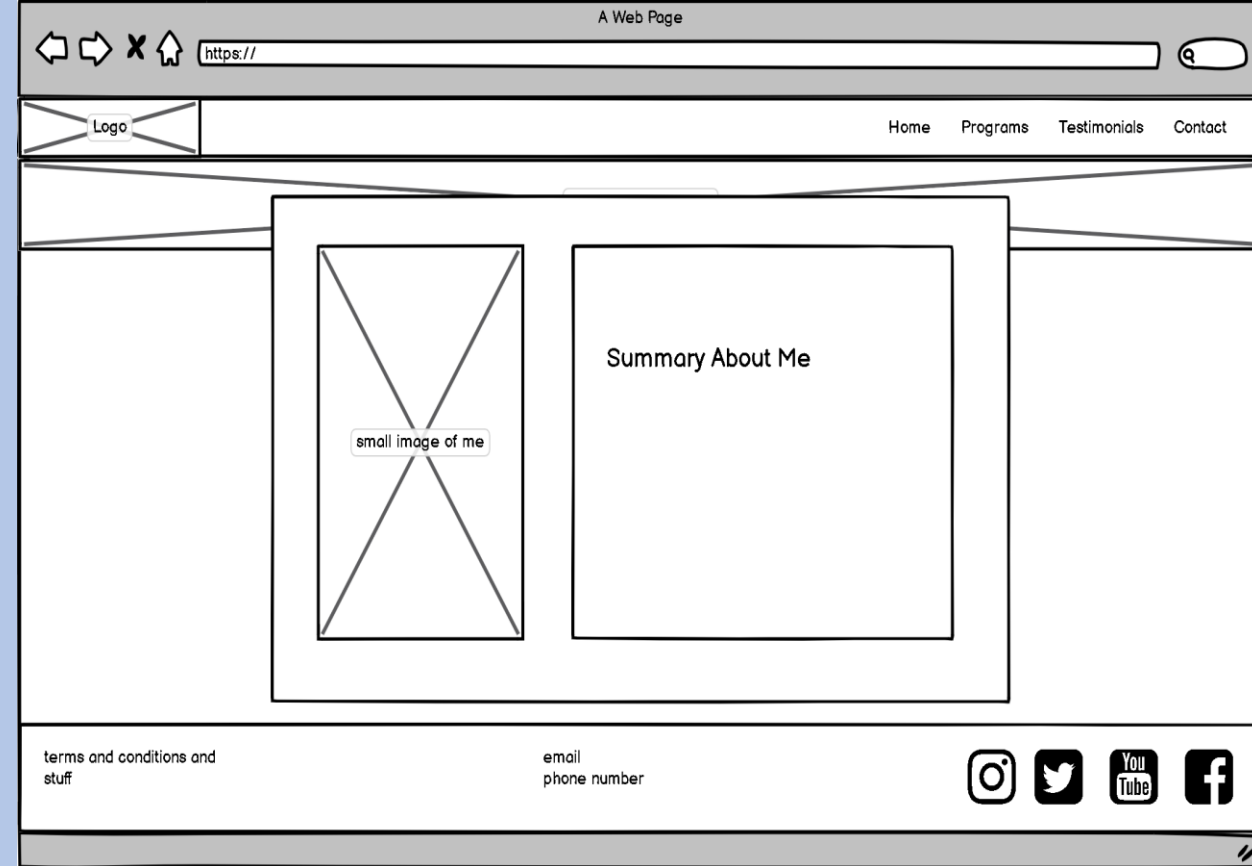 A Web Page
https://
Logo
Home Programs Testimonials Contact
small image of me
Summary About Me
terms and conditions and
stuff
email
phone number
You
Tube